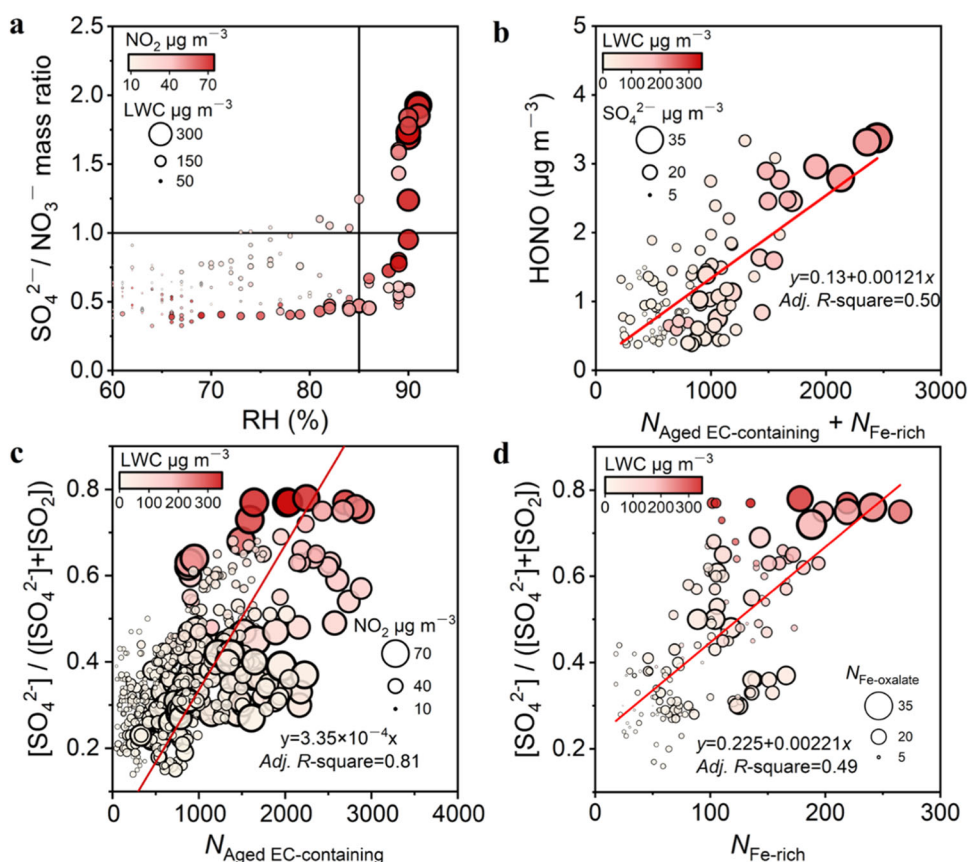 a
NO₂ μg m⁻³
10 40 70
LWC μg m⁻³
300
150
50
SO₄²⁻/ NO₃⁻ mass ratio
2.5
2.0
1.5
1.0
0.5
0.0
60 70 80 90
RH (%)
b
LWC μg m⁻³
0 100 200 300
SO₄²⁻ μg m⁻³
35
20
5
HONO (μg m⁻³)
5
4
3
2
1
0
y=0.13+0.00121x
Adj. R-square=0.50
0 1000 2000 3000
N Aged EC-containing + N Fe-rich
c
LWC μg m⁻³
0 100 200 300
[SO₄²⁻] / ([SO₄²⁻]+[SO₂])
0.8
0.6
0.4
0.2
NO₂ μg m⁻³
70
40
10
y=3.35×10⁻⁴x
Adj. R-square=0.81
0 500 1000 2000 3000 4000
N Aged EC-containing
d
LWC μg m⁻³
0 100 200 300
[SO₄²⁻] / ([SO₄²⁻]+[SO₂])
0.8
0.6
0.4
0.2
N Fe-oxalate
35
20
5
y=0.225+0.00221x
Adj. R-square=0.49
0 100 200 300
N Fe-rich